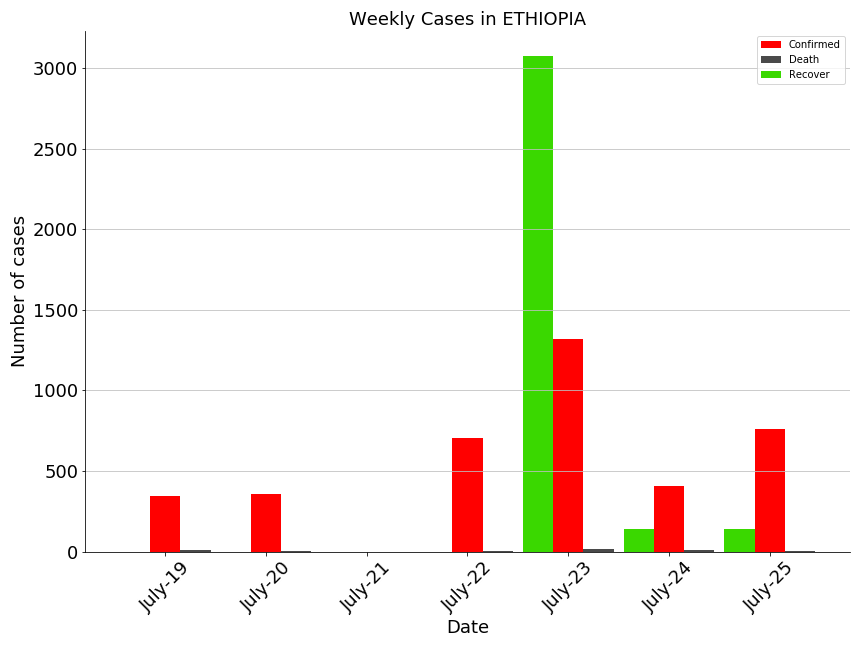 Weekly Cases in ETHIOPIA
Confirmed
Death
Recover
Number of cases
3000
2500
2000
1500
1000
500
0
July-19
July-20
July-21
July-22
July-23
July-24
July-25
Date